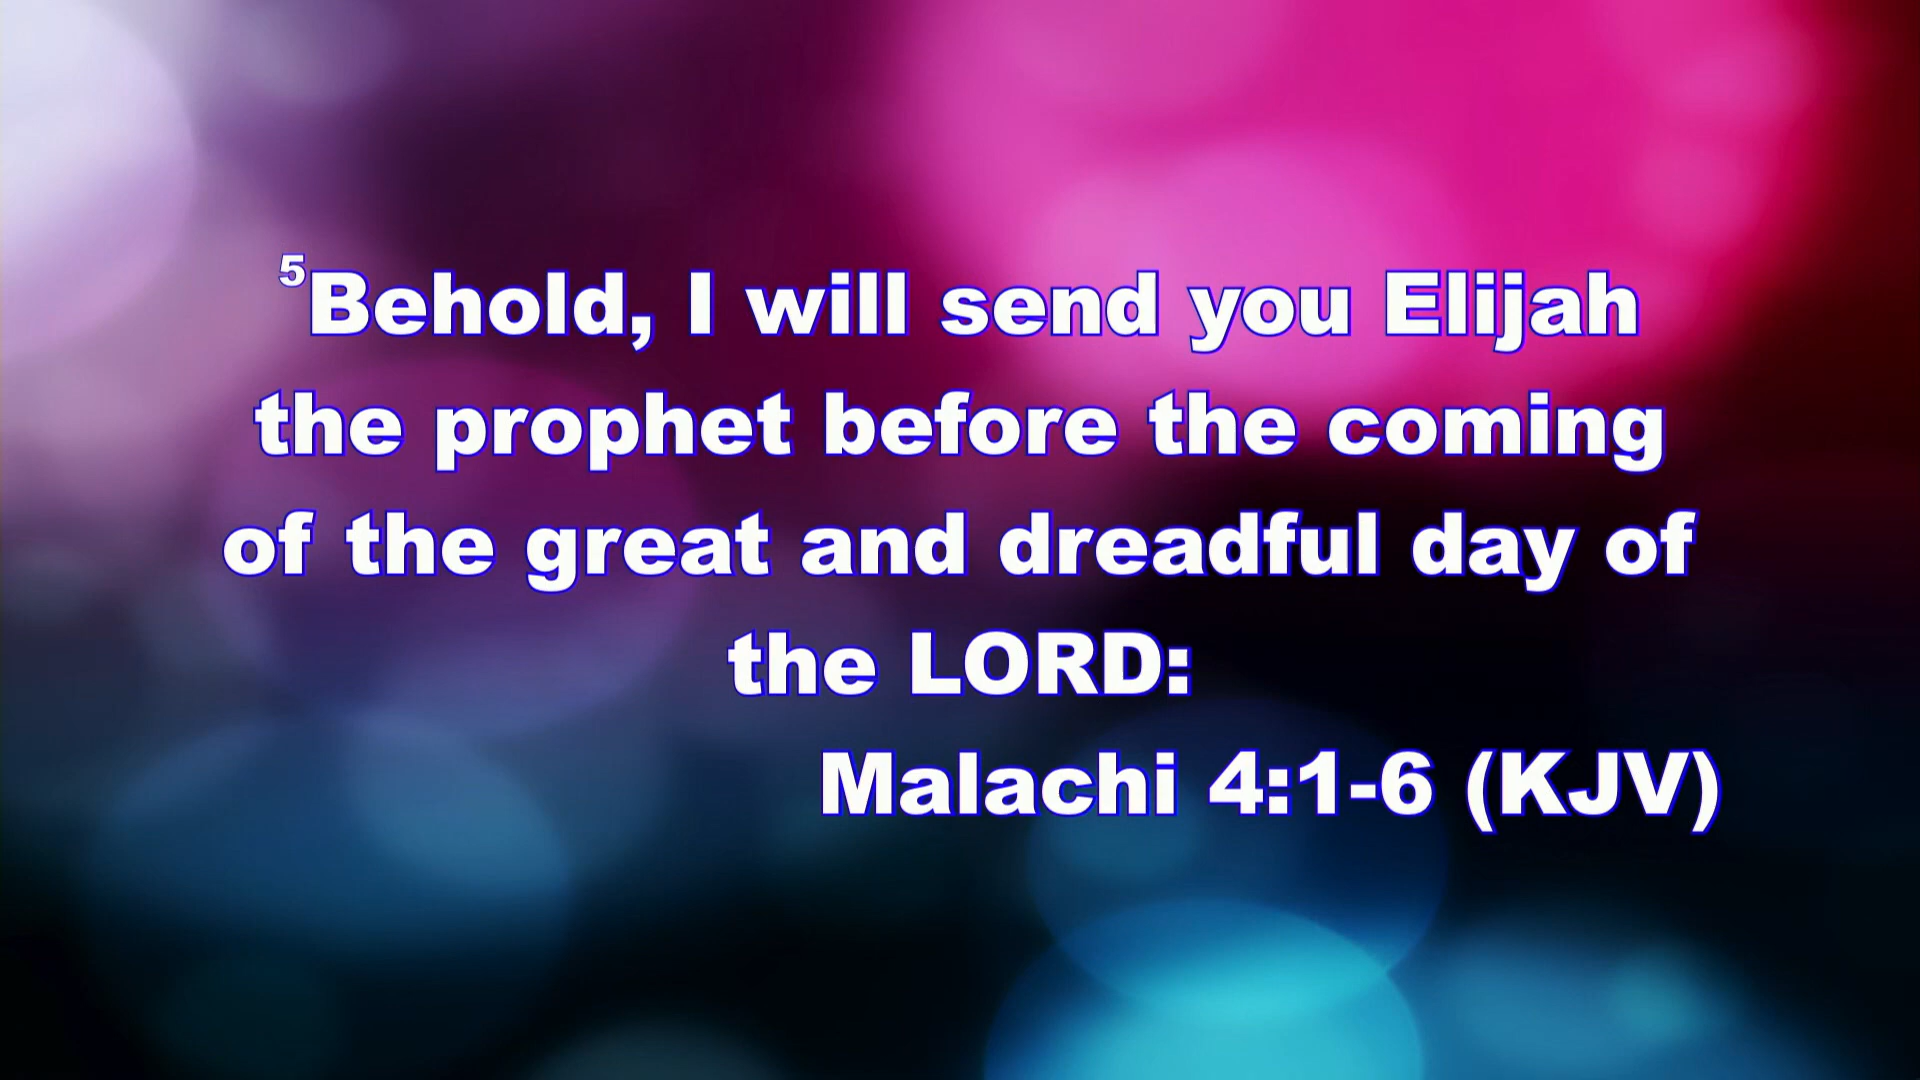 5Behold, I will send you Elijah
the prophet before the coming
of the great and dreadful day of
the LORD:
Malachi 4:1-6 (KJV)